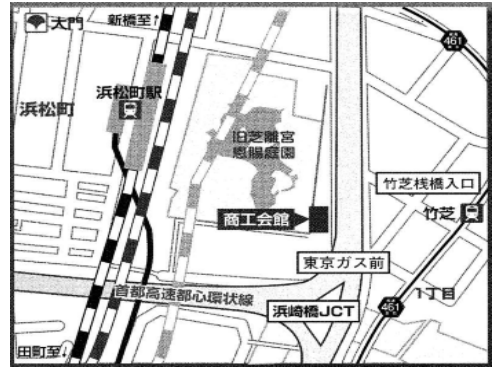 大門
新橋至↑
461
浜松町駅
浜松町
旧芝離宮
恩賜庭園
竹芝桟橋入口
竹芝
商工会館
東京ガス前
首都高速都心環状線
浜崎橋JCT
1丁目
461
田町至↓